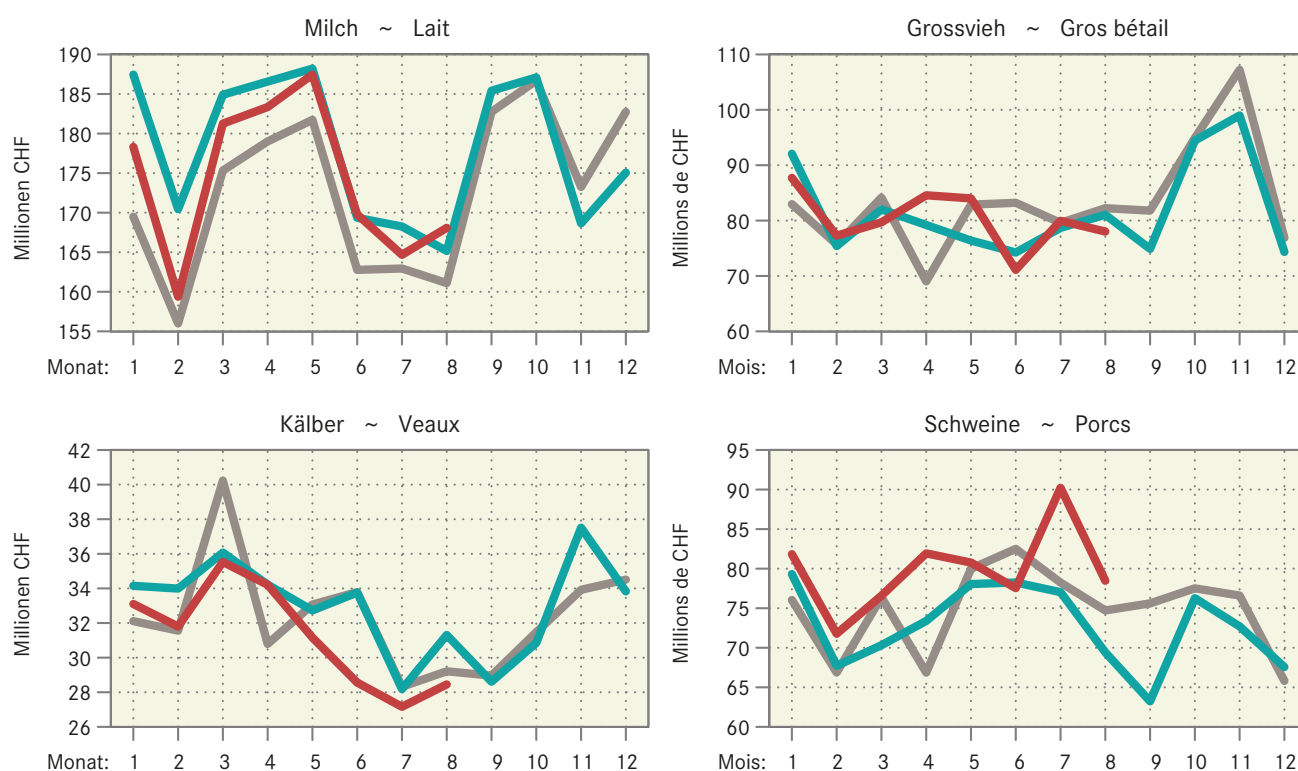 Milch ~ Lait
Millionen CHF
190
185
180
175
170
165
160
155
Monat: 1 2 3 4 5 6 7 8 9 10 11 12
Grossvieh ~ Gros bétail
Millions de CHF
110
100
90
80
70
60
Mois: 1 2 3 4 5 6 7 8 9 10 11 12
Kälber ~ Veaux
Millionen CHF
42
40
38
36
34
32
30
28
26
Monat: 1 2 3 4 5 6 7 8 9 10 11 12
Schweine ~ Porcs
Millions de CHF
95
90
85
80
75
70
65
60
Mois: 1 2 3 4 5 6 7 8 9 10 11 12